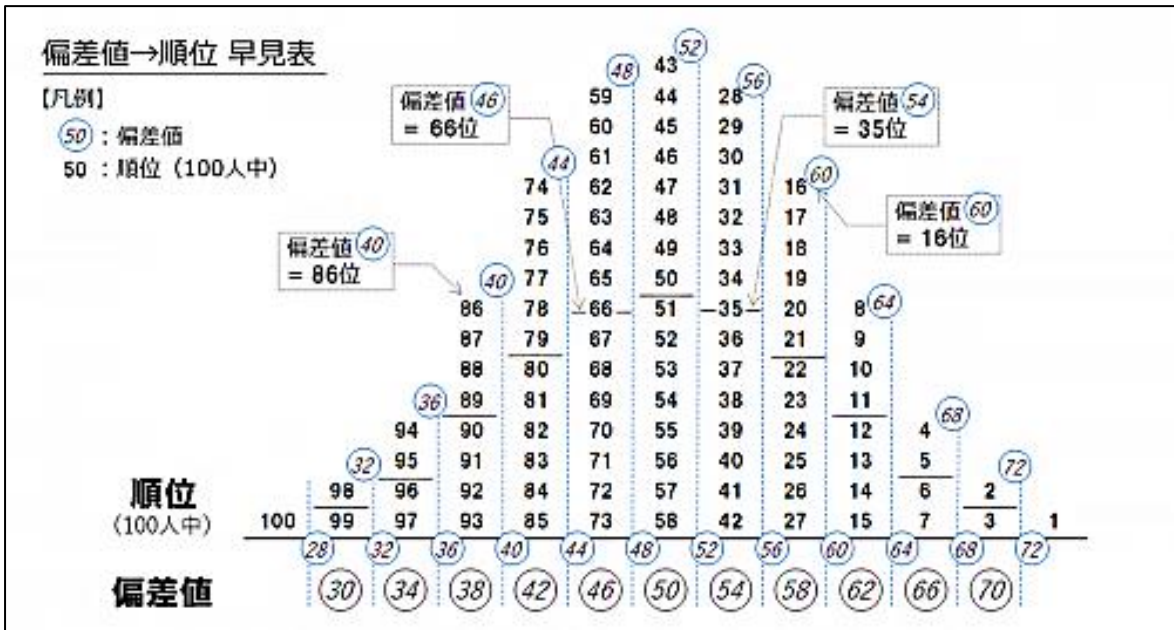 偏差値→順位 早見表
【凡例】
50：偏差値
50：順位（100人中）
偏差値 46
= 66位
偏差値 54
= 35位
偏差値 60
= 16位
偏差値 40
= 86位
52
48 43
59 44 28 56
60 45 29
44 61 46 30
74 62 47 31 16 60
75 63 48 32 17
76 64 49 33 18
40 77 65 50 34 19
86 78 66 51 35 20 8 64
87 79 67 52 36 21 9
88 80 68 53 37 22 10
36 89 81 69 54 38 23 11
94 90 82 70 55 39 24 12 4 68
32 95 91 83 71 56 40 25 13 5 72
98 96 92 84 72 57 41 26 14 6 2
順位
（100人中）
100 99 97 93 85 73 58 42 27 15 7 3 1
28 32 36 40 44 48 52 56 60 64 68 72
偏差値 30 34 38 42 46 50 54 58 62 66 70